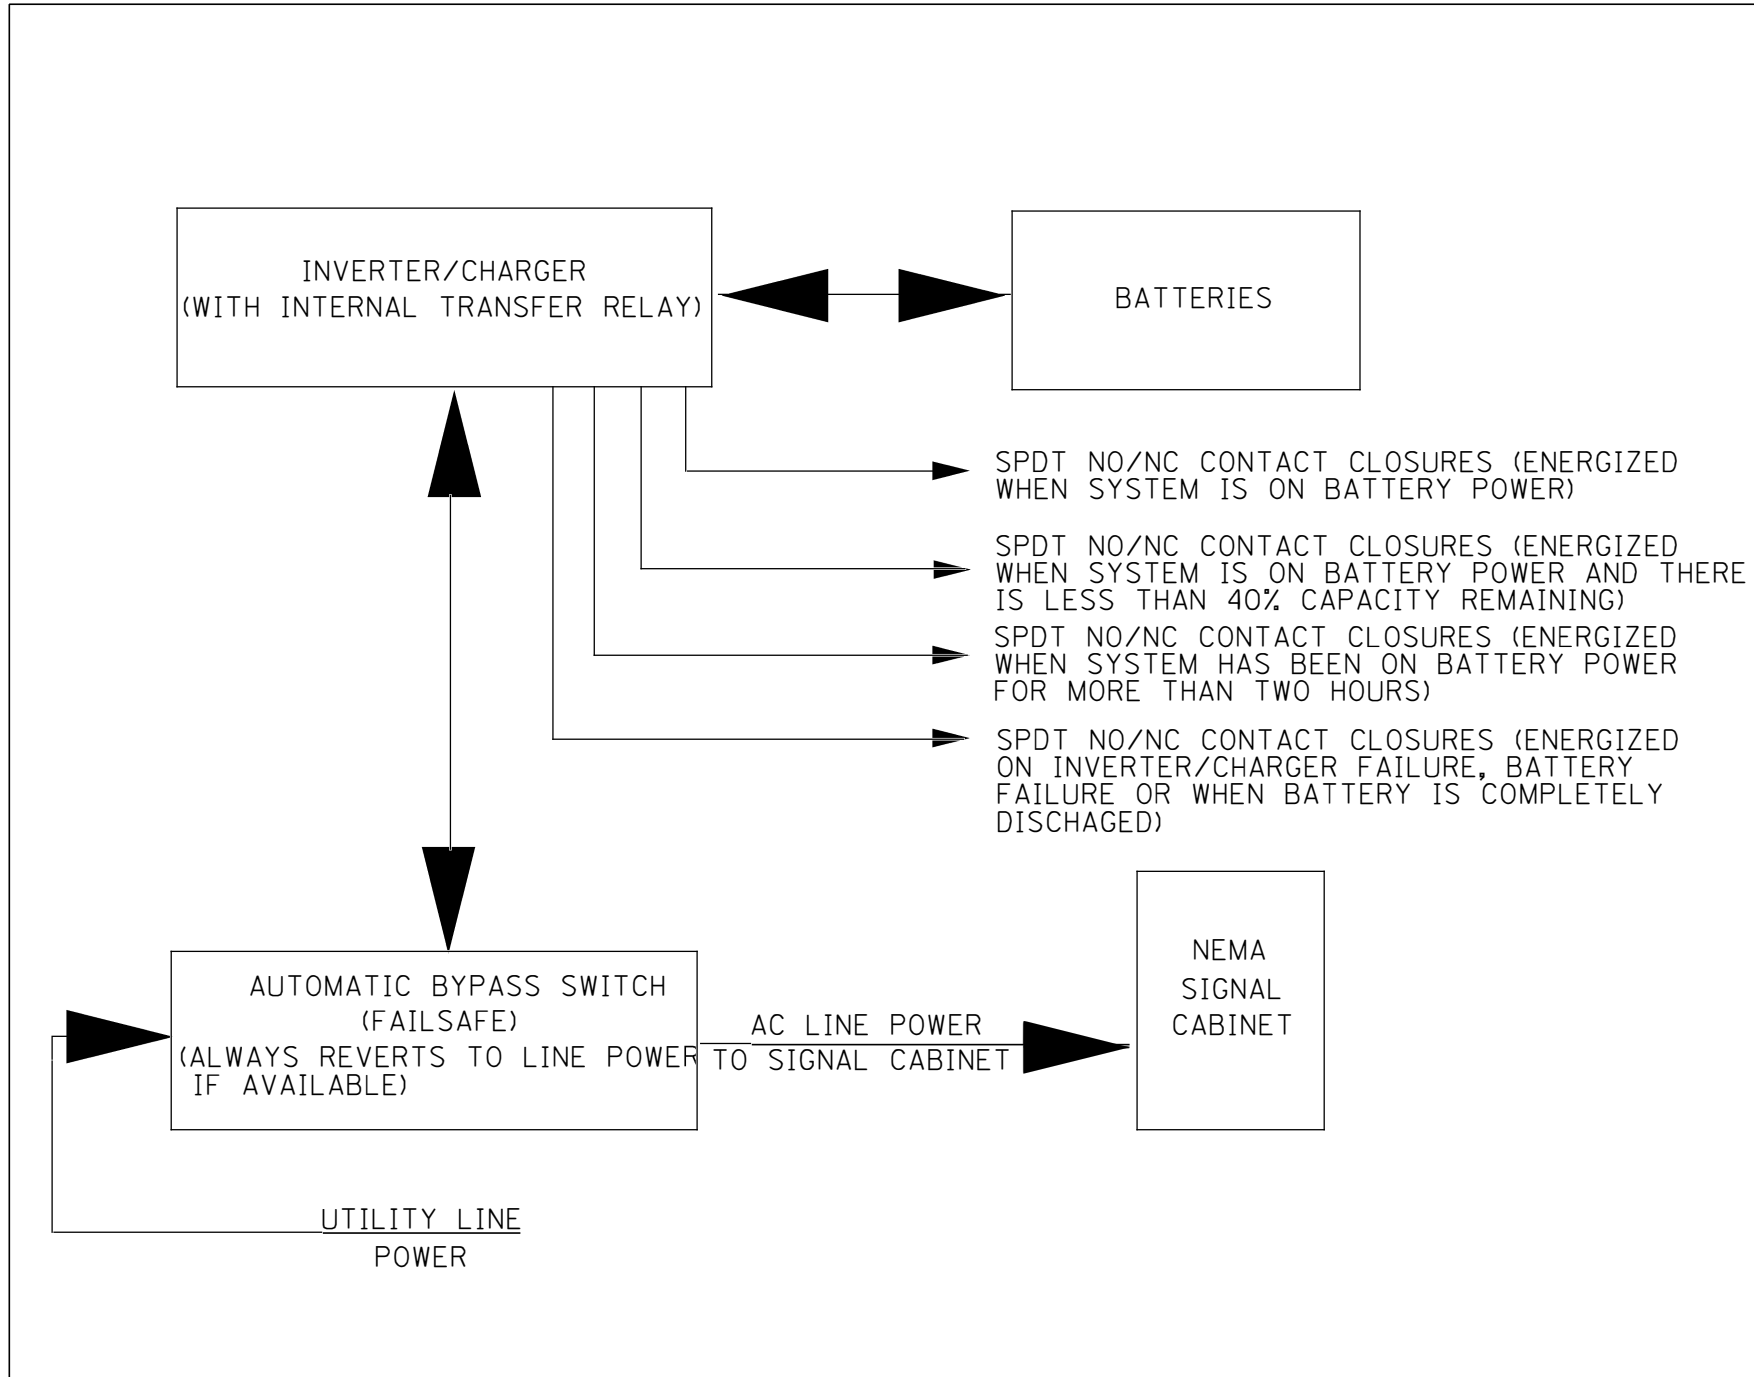 INVERTER/CHARGER
(WITH INTERNAL TRANSFER RELAY)
BATTERIES
SPDT NO/NC CONTACT CLOSURES (ENERGIZED
WHEN SYSTEM IS ON BATTERY POWER)
SPDT NO/NC CONTACT CLOSURES (ENERGIZED
WHEN SYSTEM IS ON BATTERY POWER AND THERE
IS LESS THAN 40% CAPACITY REMAINING)
SPDT NO/NC CONTACT CLOSURES (ENERGIZED
WHEN SYSTEM HAS BEEN ON BATTERY POWER
FOR MORE THAN TWO HOURS)
SPDT NO/NC CONTACT CLOSURES (ENERGIZED
ON INVERTER/CHARGER FAILURE, BATTERY
FAILURE OR WHEN BATTERY IS COMPLETELY
DISCHAGED)
AUTOMATIC BYPASS SWITCH
(FAILSAFE)
(ALWAYS REVERTS TO LINE POWER
IF AVAILABLE)
AC LINE POWER
TO SIGNAL CABINET
NEMA
SIGNAL
CABINET
UTILITY LINE
POWER